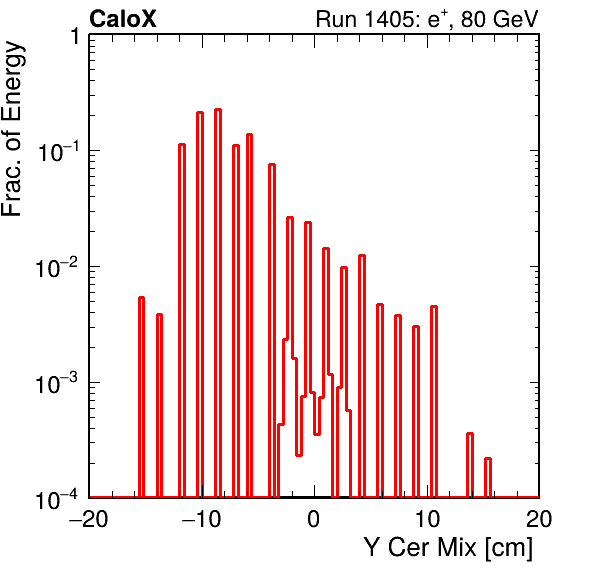 CaloX Run 1405: e⁺, 80 GeV
Frac. of Energy
1
10⁻¹
10⁻²
10⁻³
10⁻⁴
−20 −10 0 10 20
Y Cer Mix [cm]